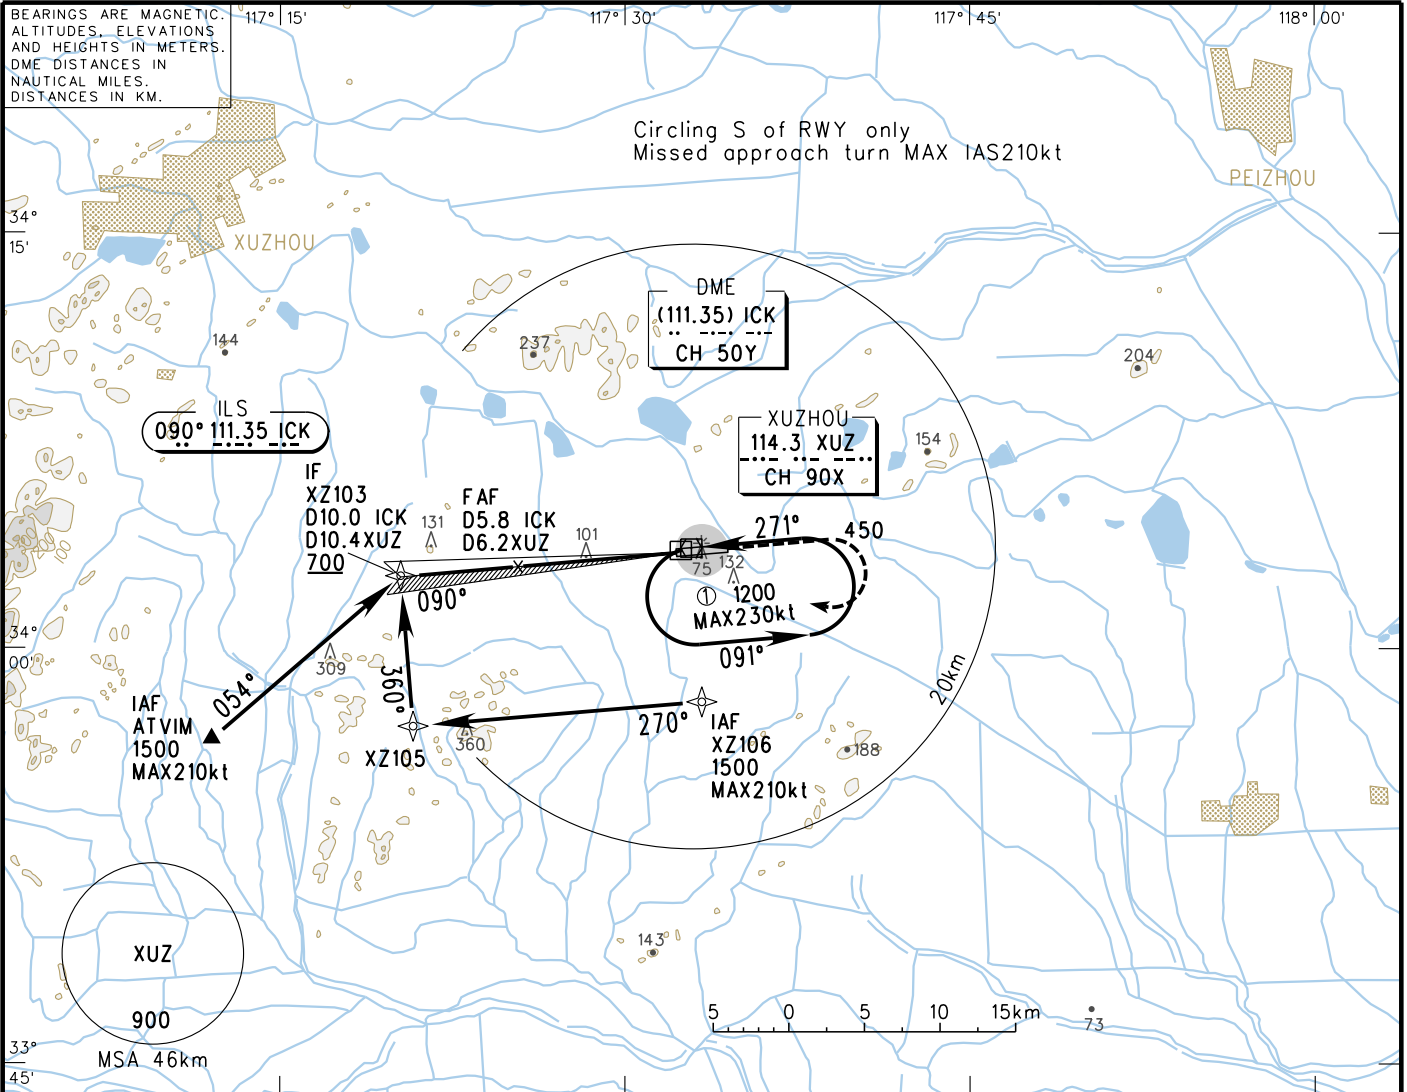 BEARINGS ARE MAGNETIC.
ALTITUDES, ELEVATIONS
AND HEIGHTS IN METERS.
DME DISTANCES IN
NAUTICAL MILES.
DISTANCES IN KM.
117° 15'
117° 30'
117° 45'
118° 00'
Circling S of RWY only
Missed approach turn MAX IAS210kt
PEIZHOU
34°
15'
XUZHOU
DME
(111.35) ICK
CH 50Y
144
237
204
ILS
090° 111.35 ICK
XUZHOU
114.3 XUZ
CH 90X
154
IF
XZ103
D10.0 ICK
D10.4XUZ
700
131
FAF
D5.8 ICK
D6.2XUZ
101
271°
450
75
132
090°
① 1200
MAX230kt
091°
34°
00'
309
054°
360°
20km
IAF
ATVIM
1500
MAX210kt
XZ105
360
270°
IAF
XZ106
1500
MAX210kt
188
XUZ
900
MSA 46km
143
5 0 5 10 15km
73
33°
45'